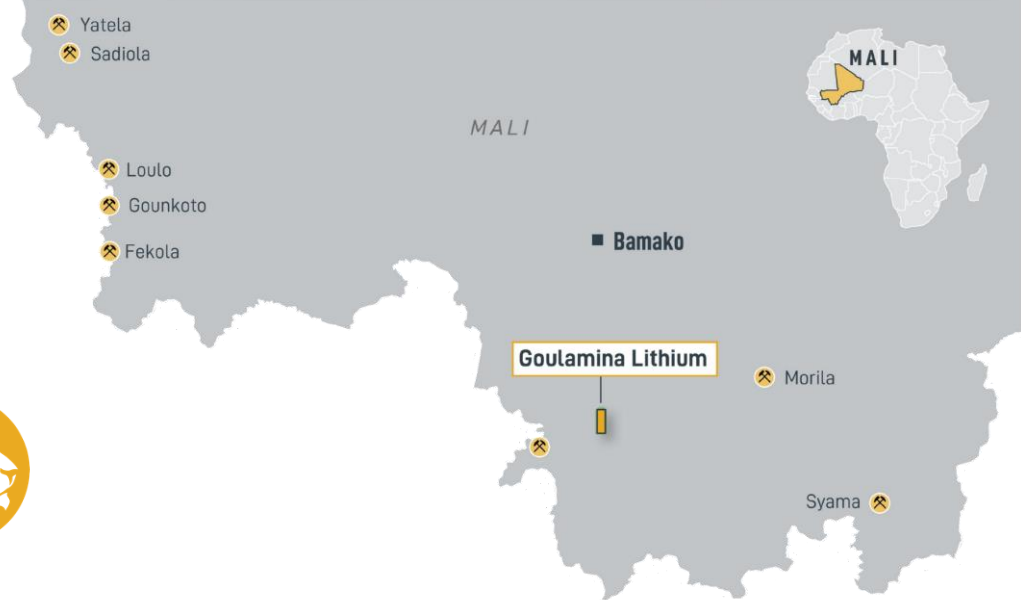 Yatela
Sadiola
MALI
MALI
Loulo
Gounkoto
Fekola
Bamako
Goulamina Lithium
Morila
Syama